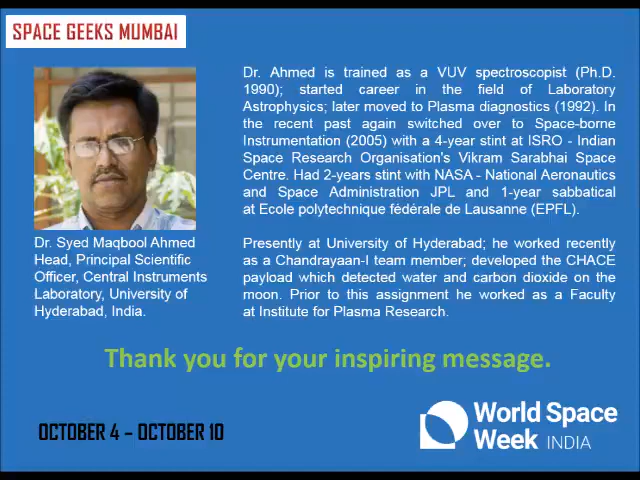 SPACE GEEKS MUMBAI
Dr. Ahmed is trained as a VUV spectroscopist (Ph.D.
1990); started career in the field of Laboratory
Astrophysics; later moved to Plasma diagnostics (1992). In
the recent past again switched over to Space-borne
Instrumentation (2005) with a 4-year stint at ISRO - Indian
Space Research Organisation's Vikram Sarabhai Space
Centre. Had 2-years stint with NASA - National Aeronautics
and Space Administration JPL and 1-year sabbatical
at Ecole polytechnique fédérale de Lausanne (EPFL).
Presently at University of Hyderabad; he worked recently
as a Chandrayaan-I team member; developed the CHACE
payload which detected water and carbon dioxide on the
moon. Prior to this assignment he worked as a Faculty
at Institute for Plasma Research.
Dr. Syed Maqbool Ahmed
Head, Principal Scientific
Officer, Central Instruments
Laboratory, University of
Hyderabad, India.
Thank you for your inspiring message.
OCTOBER 4 – OCTOBER 10
World Space
Week INDIA